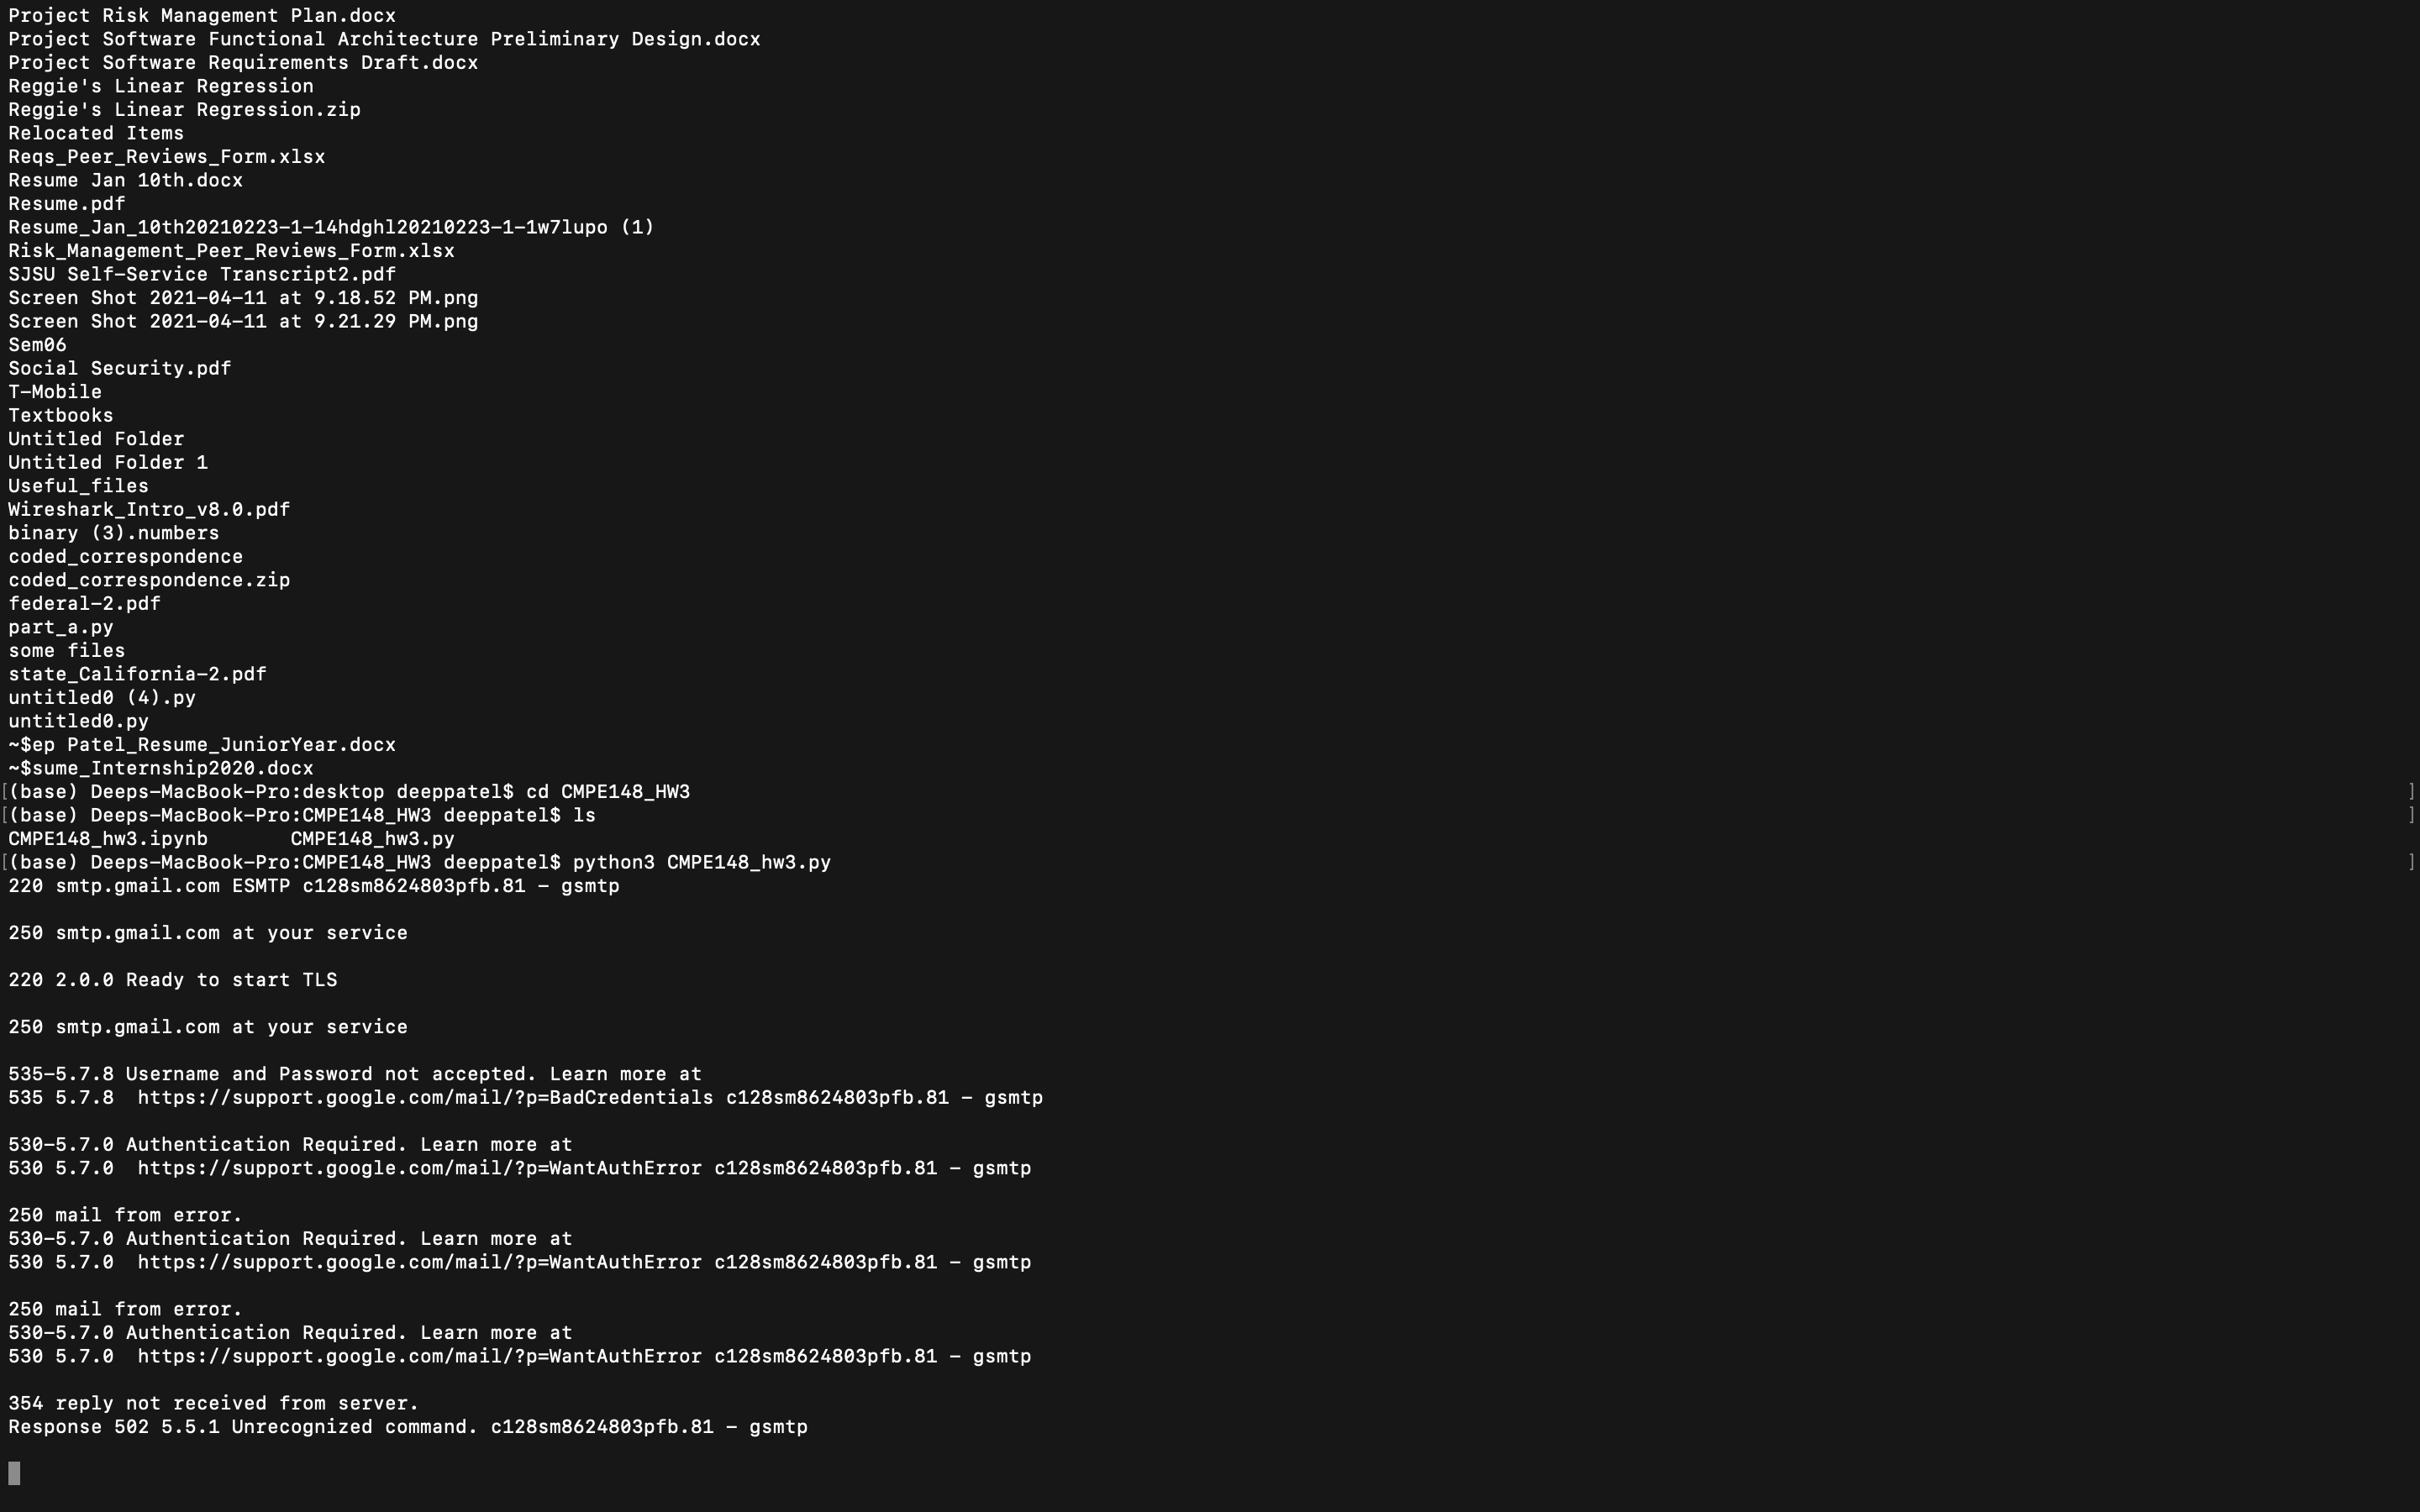 Project Risk Management Plan.docx
Project Software Functional Architecture Preliminary Design.docx
Project Software Requirements Draft.docx
Reggie's Linear Regression
Reggie's Linear Regression.zip
Relocated Items
Reqs_Peer_Reviews_Form.xlsx
Resume Jan 10th.docx
Resume.pdf
Resume_Jan_10th20210223-1-14hdghl20210223-1-1w7lupo (1)
Risk_Management_Peer_Reviews_Form.xlsx
SJSU Self-Service Transcript2.pdf
Screen Shot 2021-04-11 at 9.18.52 PM.png
Screen Shot 2021-04-11 at 9.21.29 PM.png
Sem06
Social Security.pdf
T-Mobile
Textbooks
Untitled Folder
Untitled Folder 1
Useful_files
Wireshark_Intro_v8.0.pdf
binary (3).numbers
coded_correspondence
coded_correspondence.zip
federal-2.pdf
part_a.py
some files
state_California-2.pdf
untitled0 (4).py
untitled0.py
~$ep Patel_Resume_JuniorYear.docx
~$sume_Internship2020.docx
[(base) Deeps-MacBook-Pro:desktop deeppatel$ cd CMPE148_HW3 ]
[(base) Deeps-MacBook-Pro:CMPE148_HW3 deeppatel$ ls ]
CMPE148_hw3.ipynb CMPE148_hw3.py
[(base) Deeps-MacBook-Pro:CMPE148_HW3 deeppatel$ python3 CMPE148_hw3.py ]
220 smtp.gmail.com ESMTP c128sm8624803pfb.81 - gsmtp
250 smtp.gmail.com at your service
220 2.0.0 Ready to start TLS
250 smtp.gmail.com at your service
535-5.7.8 Username and Password not accepted. Learn more at
535 5.7.8  https://support.google.com/mail/?p=BadCredentials c128sm8624803pfb.81 - gsmtp
530-5.7.0 Authentication Required. Learn more at
530 5.7.0  https://support.google.com/mail/?p=WantAuthError c128sm8624803pfb.81 - gsmtp
250 mail from error.
530-5.7.0 Authentication Required. Learn more at
530 5.7.0  https://support.google.com/mail/?p=WantAuthError c128sm8624803pfb.81 - gsmtp
250 mail from error.
530-5.7.0 Authentication Required. Learn more at
530 5.7.0  https://support.google.com/mail/?p=WantAuthError c128sm8624803pfb.81 - gsmtp
354 reply not received from server.
Response 502 5.5.1 Unrecognized command. c128sm8624803pfb.81 - gsmtp